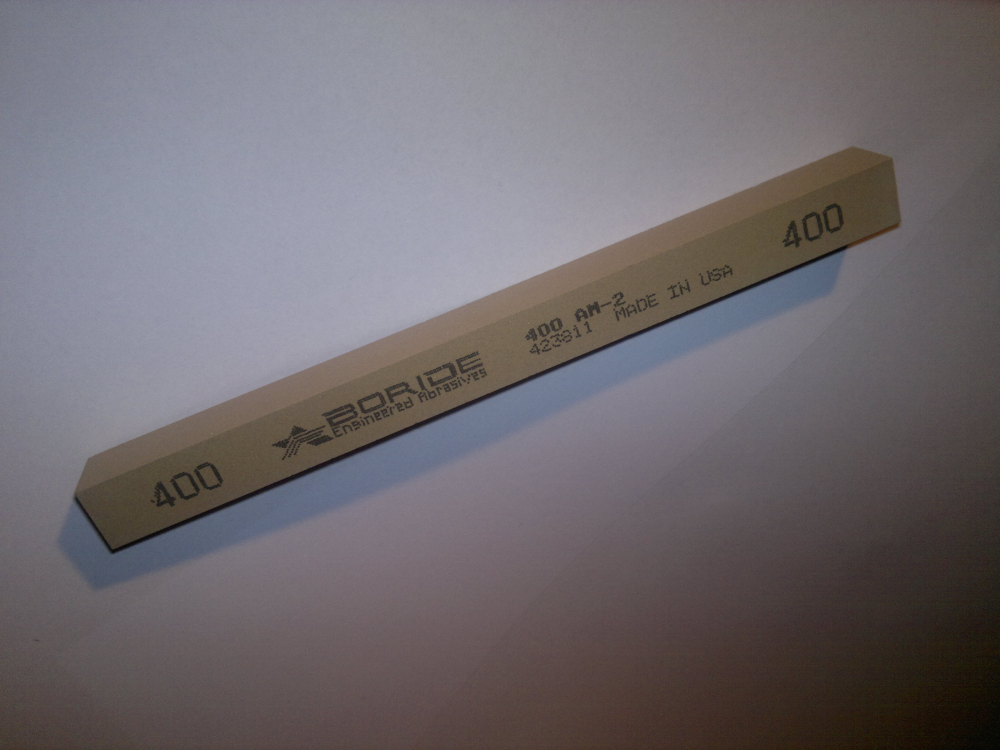 400
BORIDE
Engineered Abrasives
400 AM-2
423811 MADE IN USA
400